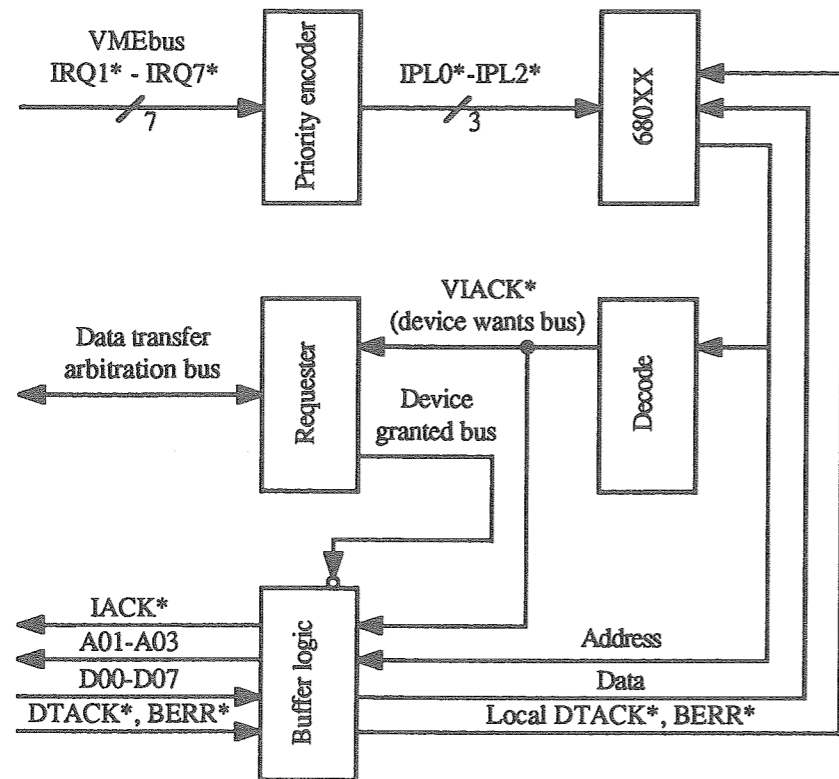 VMEbus
IRQ1* - IRQ7*
7
Priority encoder
IPL0*-IPL2*
3
680XX
VIACK*
(device wants bus)
Data transfer
arbitration bus
Requester
Device
granted bus
Decode
IACK*
A01-A03
D00-D07
DTACK*, BERR*
Buffer logic
Address
Data
Local DTACK*, BERR*